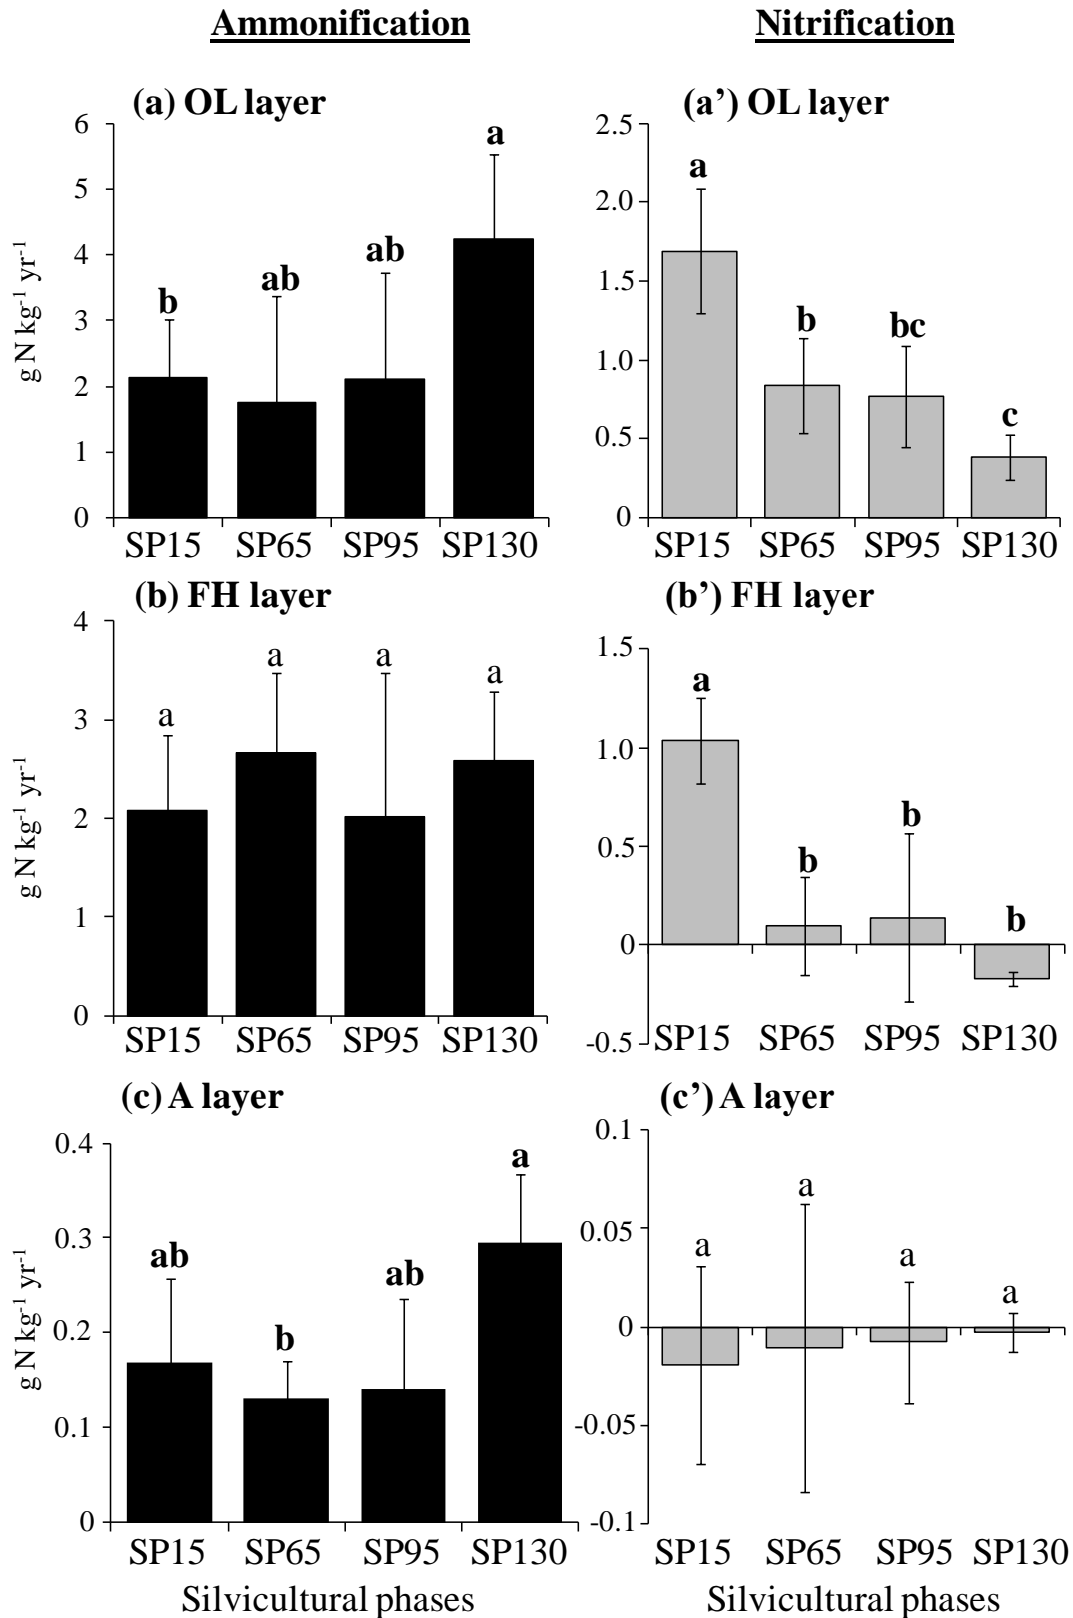 Ammonification
Nitrification
(a) OL layer
6
5
4
3
2
1
0
g N kg-1 yr-1
b
ab
ab
a
SP15 SP65 SP95 SP130
(a’) OL layer
2.5
2.0
1.5
1.0
0.5
0
a
b
bc
c
SP15 SP65 SP95 SP130
(b) FH layer
4
3
2
1
0
g N kg-1 yr-1
a
a
a
a
SP15 SP65 SP95 SP130
(b’) FH layer
1.5
1.0
0.5
0
-0.5
a
b
b
b
SP15 SP65 SP95 SP130
(c) A layer
0.4
0.3
0.2
0.1
0
g N kg-1 yr-1
ab
b
ab
a
SP15 SP65 SP95 SP130
Silvicultural phases
(c’) A layer
0.1
0.05
0
-0.05
-0.1
a
a
a
a
SP15 SP65 SP95 SP130
Silvicultural phases